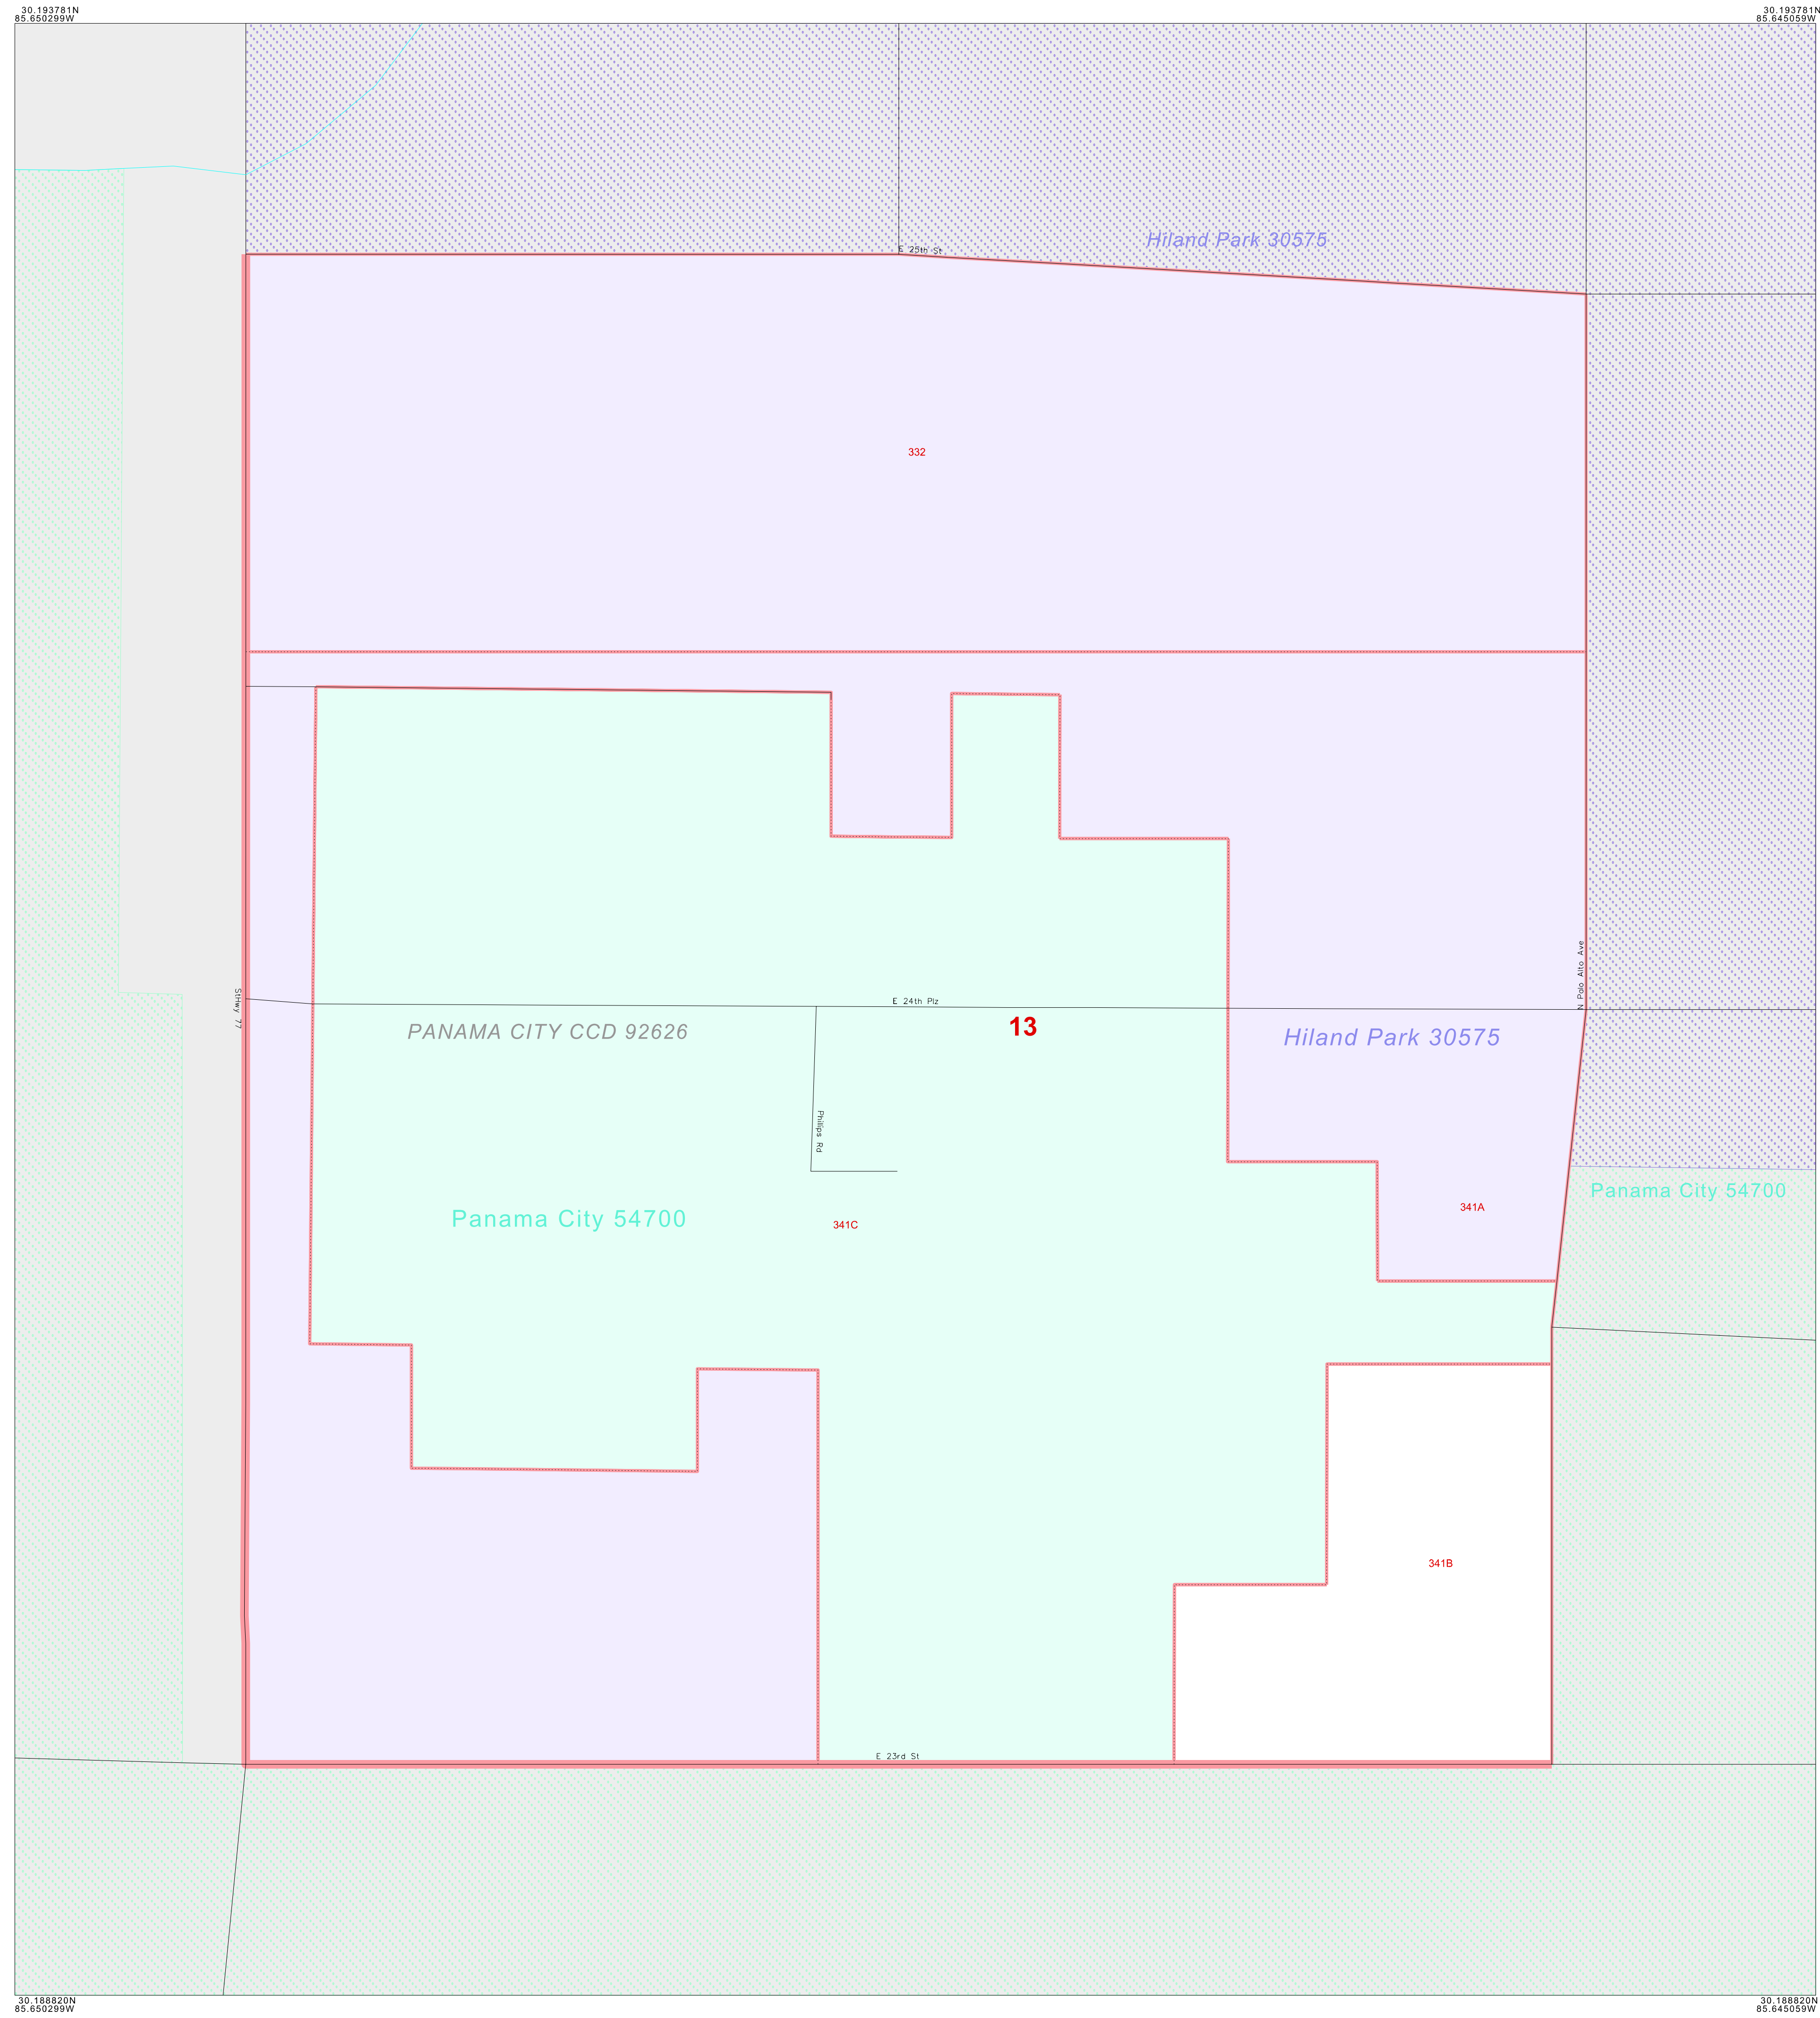 30.193781N
85.650299W
30.193781N
85.645059W
Hiland Park 30575
E 25th St
332
N Palo Alto Ave
StHwy 77
E 24th Plz
13
PANAMA CITY CCD 92626
Hiland Park 30575
Phillips Rd
Panama City 54700
341A
Panama City 54700
341C
341B
E 23rd St
30.188820N
85.650299W
30.188820N
85.645059W